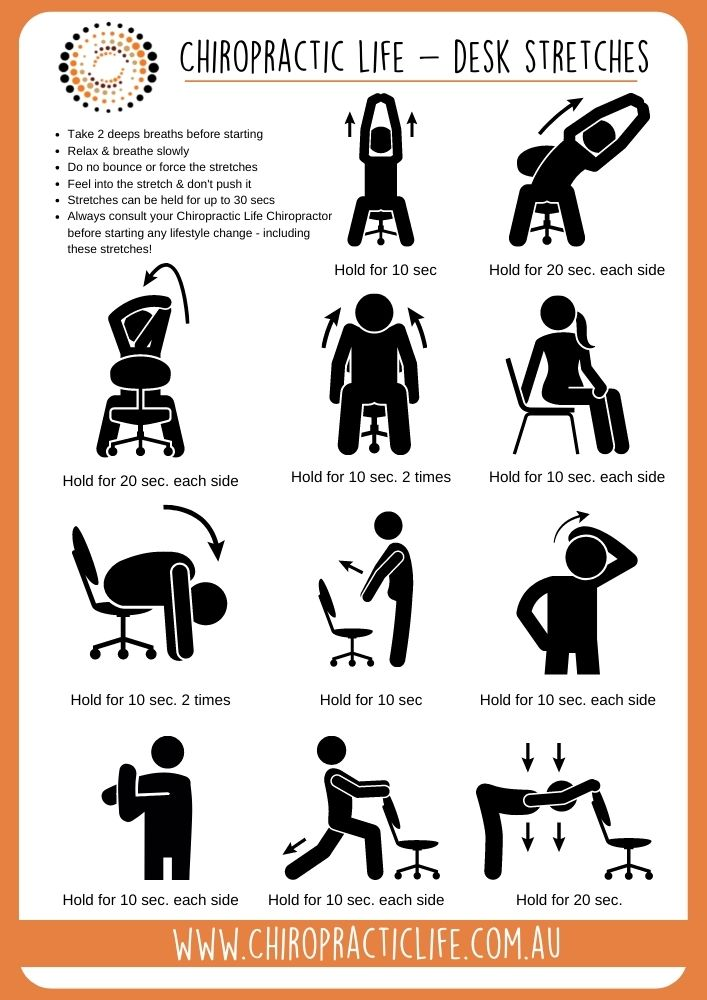 CHIROPRACTIC LIFE – DESK STRETCHES
• Take 2 deeps breaths before starting
• Relax & breathe slowly
• Do no bounce or force the stretches
• Feel into the stretch & don't push it
• Stretches can be held for up to 30 secs
• Always consult your Chiropractic Life Chiropractor
before starting any lifestyle change - including
these stretches!
Hold for 10 sec
Hold for 20 sec. each side
Hold for 20 sec. each side
Hold for 10 sec. 2 times
Hold for 10 sec. each side
Hold for 10 sec. 2 times
Hold for 10 sec
Hold for 10 sec. each side
Hold for 10 sec. each side
Hold for 10 sec. each side
Hold for 20 sec.
WWW.CHIROPRACTICLIFE.COM.AU